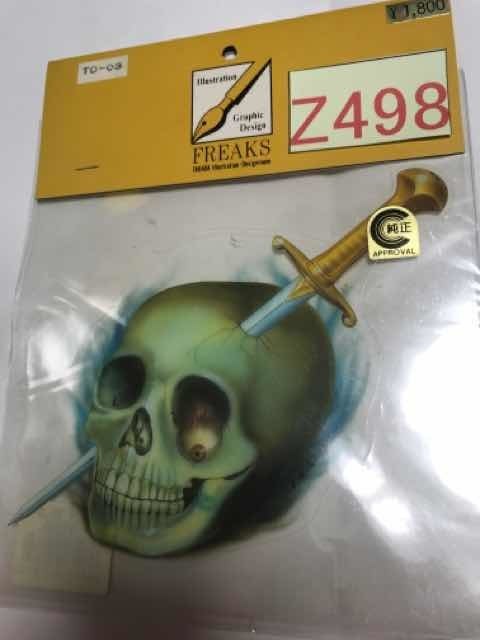 ¥1,800
TO-03
Illustration
Graphic
Design
Z498
FREAKS
純正
APPROVAL